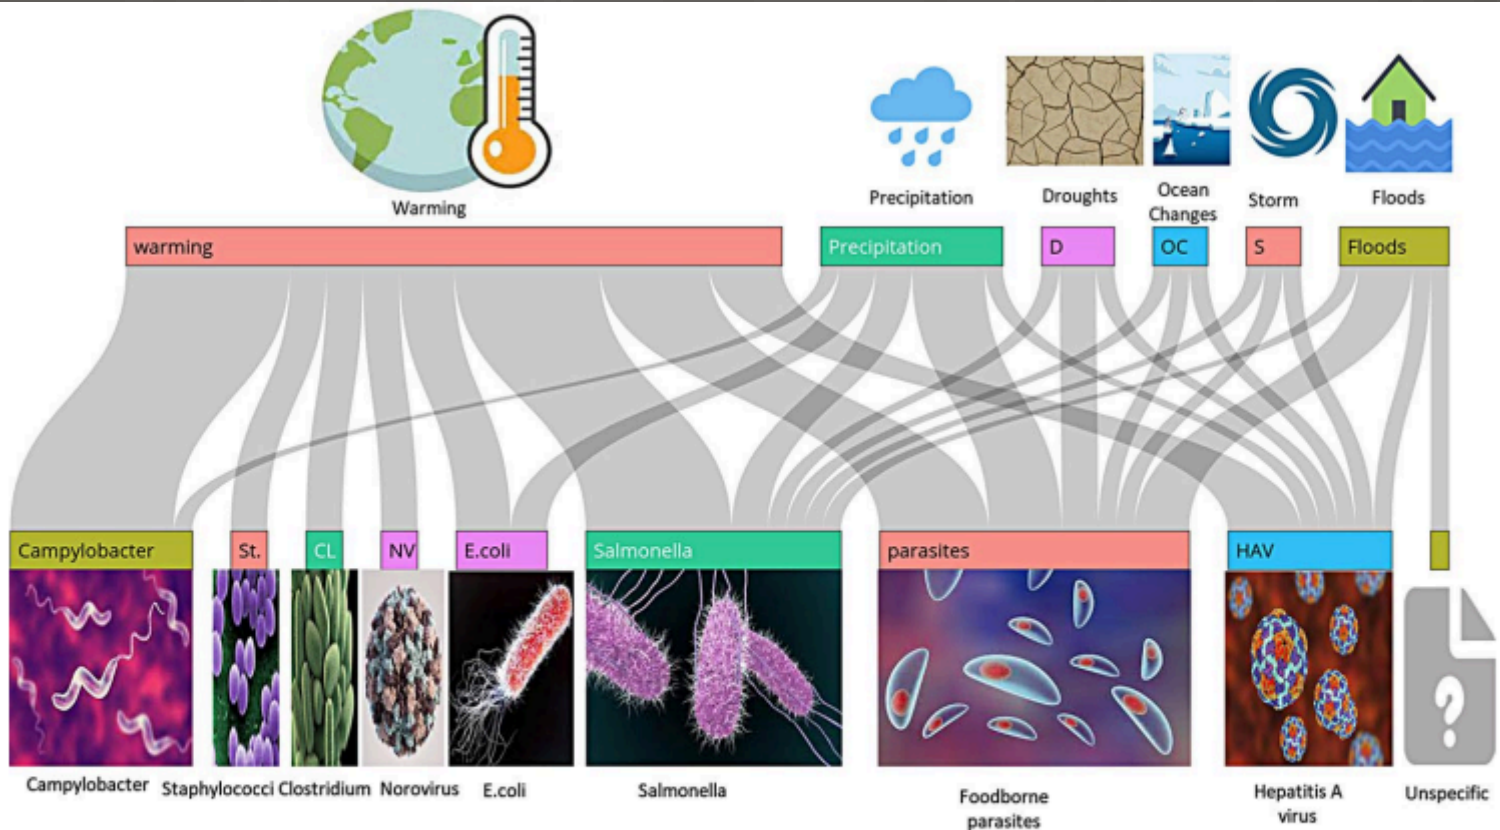 Warming
Precipitation
Droughts
Ocean
Changes
Storm
Floods
warming
Precipitation
D
OC
S
Floods
Campylobacter
St.
CL
NV
E.coli
Salmonella
parasites
HAV
?
Campylobacter
Staphylococci
Clostridium
Norovirus
E.coli
Salmonella
Foodborne
parasites
Hepatitis A
virus
Unspecific